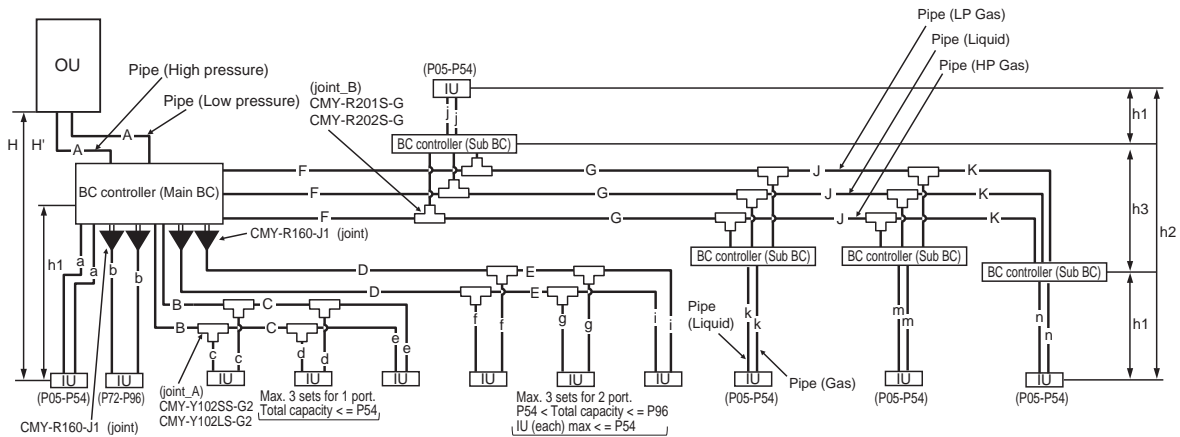 OU
Pipe (High pressure)
Pipe (Low pressure)
H
H'
A
A
BC controller (Main BC)
(joint_B)
CMY-R201S-G
CMY-R202S-G
(P05-P54)
IU
j
j
BC controller (Sub BC)
Pipe (LP Gas)
Pipe (Liquid)
Pipe (HP Gas)
F
G
J
K
F
G
J
K
F
G
J
K
h1
h3
h2
h1
h1
CMY-R160-J1 (joint)
BC controller (Sub BC)
BC controller (Sub BC)
BC controller (Sub BC)
a
a
b
b
D
E
D
E
B
C
B
C
c
c
d
d
e
e
f
f
g
g
i
i
k
k
m
m
n
n
Pipe
(Liquid)
Pipe (Gas)
IU
IU
IU
IU
IU
IU
IU
IU
IU
IU
IU
(P05-P54)
(P72-P96)
(joint_A)
CMY-Y102SS-G2
CMY-Y102LS-G2
CMY-R160-J1 (joint)
Max. 3 sets for 1 port.
Total capacity <= P54
Max. 3 sets for 2 port.
P54 < Total capacity <= P96
IU (each) max <= P54
(P05-P54)
(P05-P54)
(P05-P54)